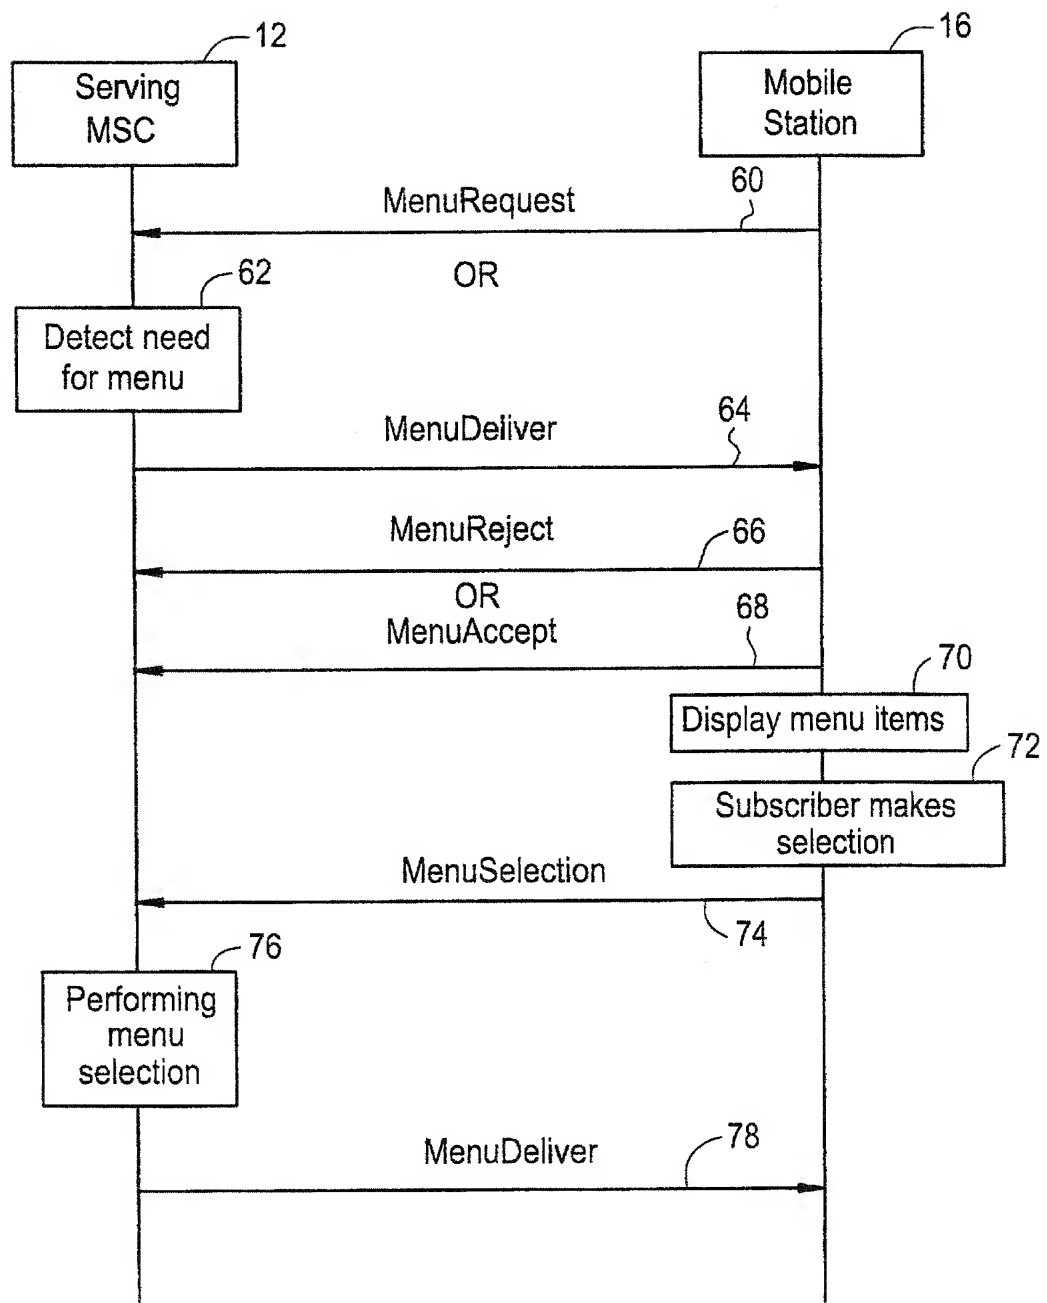 12
16
Serving
MSC
Mobile
Station
MenuRequest
60
OR
62
Detect need
for menu
MenuDeliver
64
MenuReject
66
OR
MenuAccept
68
70
Display menu items
72
Subscriber makes
selection
MenuSelection
74
76
Performing
menu
selection
MenuDeliver
78